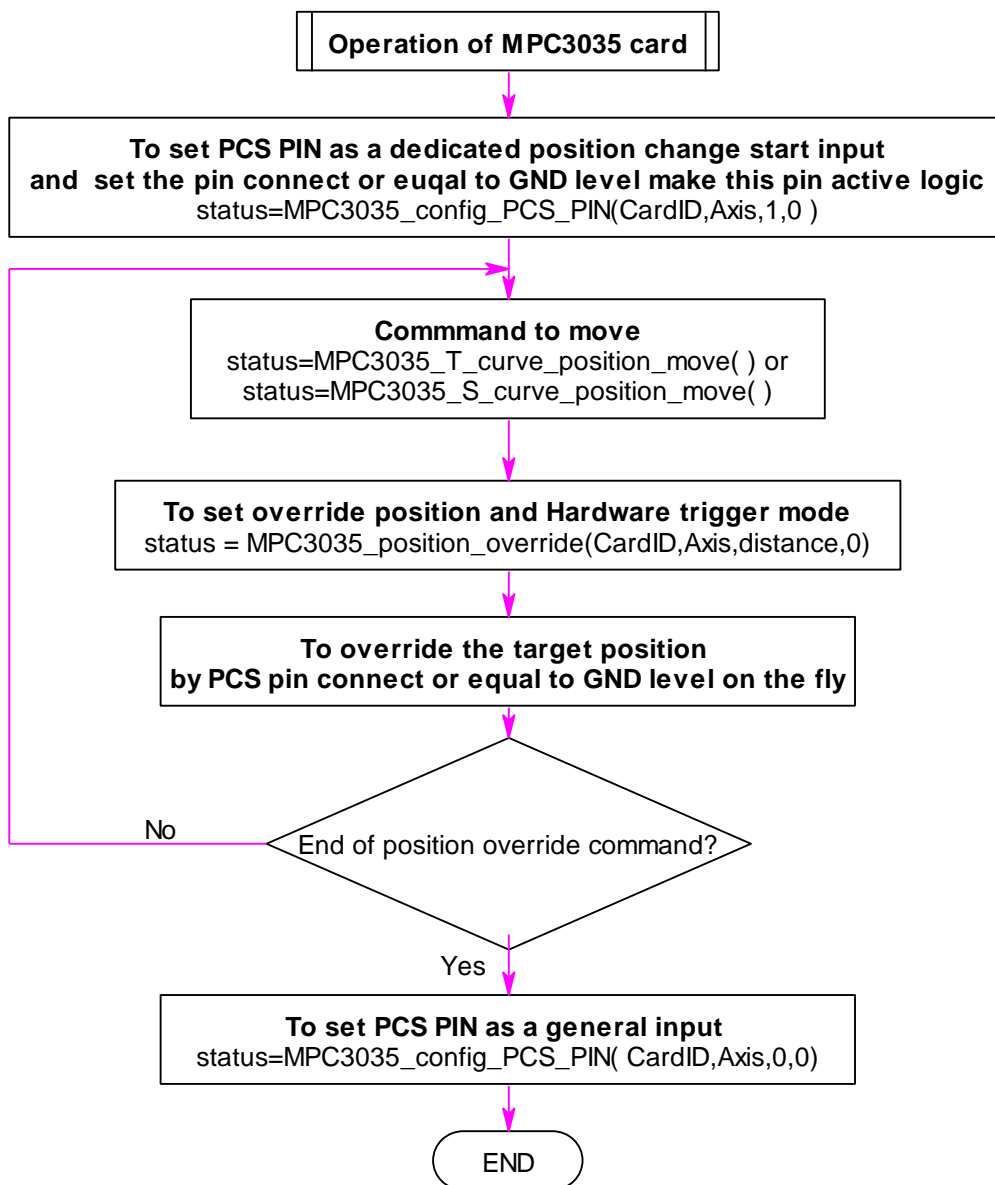 Operation of MPC3035 card
To set PCS PIN as a dedicated position change start input
and set the pin connect or euqal to GND level make this pin active logic
status=MPC3035_config_PCS_PIN(CardID,Axis,1,0 )
Commmand to move
status=MPC3035_T_curve_position_move( ) or
status=MPC3035_S_curve_position_move( )
To set override position and Hardware trigger mode
status = MPC3035_position_override(CardID,Axis,distance,0)
To override the target position
by PCS pin connect or equal to GND level on the fly
No
End of position override command?
Yes
To set PCS PIN as a general input
status=MPC3035_config_PCS_PIN( CardID,Axis,0,0)
END